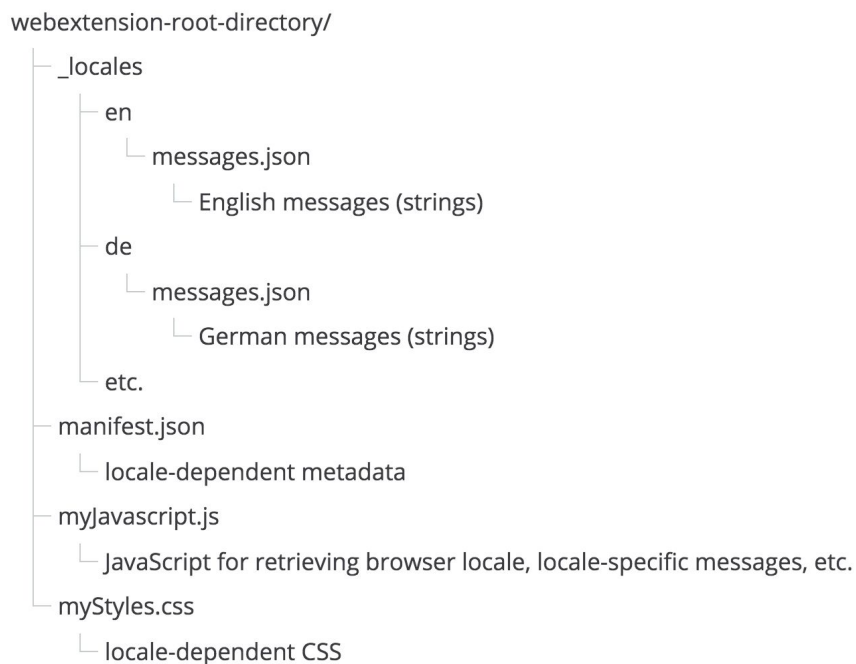 webextension-root-directory/
_locales
en
messages.json
English messages (strings)
de
messages.json
German messages (strings)
etc.
manifest.json
locale-dependent metadata
myJavascript.js
JavaScript for retrieving browser locale, locale-specific messages, etc.
myStyles.css
locale-dependent CSS